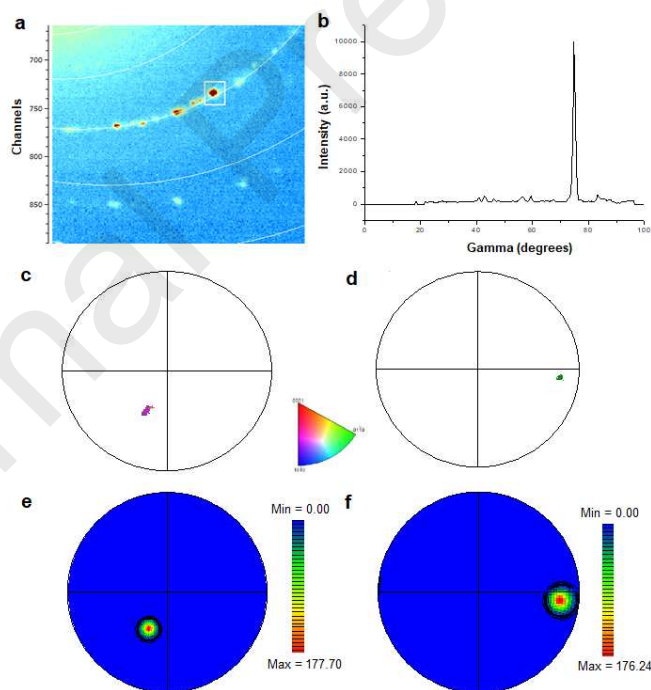 a
b
Channels
700
750
800
850
Intensity (a.u.)
10000
8000
6000
4000
2000
0
0
20
40
60
80
100
Gamma (degrees)
c
d
e
f
Min = 0.00
Max = 177.70
Min = 0.00
Max = 176.24